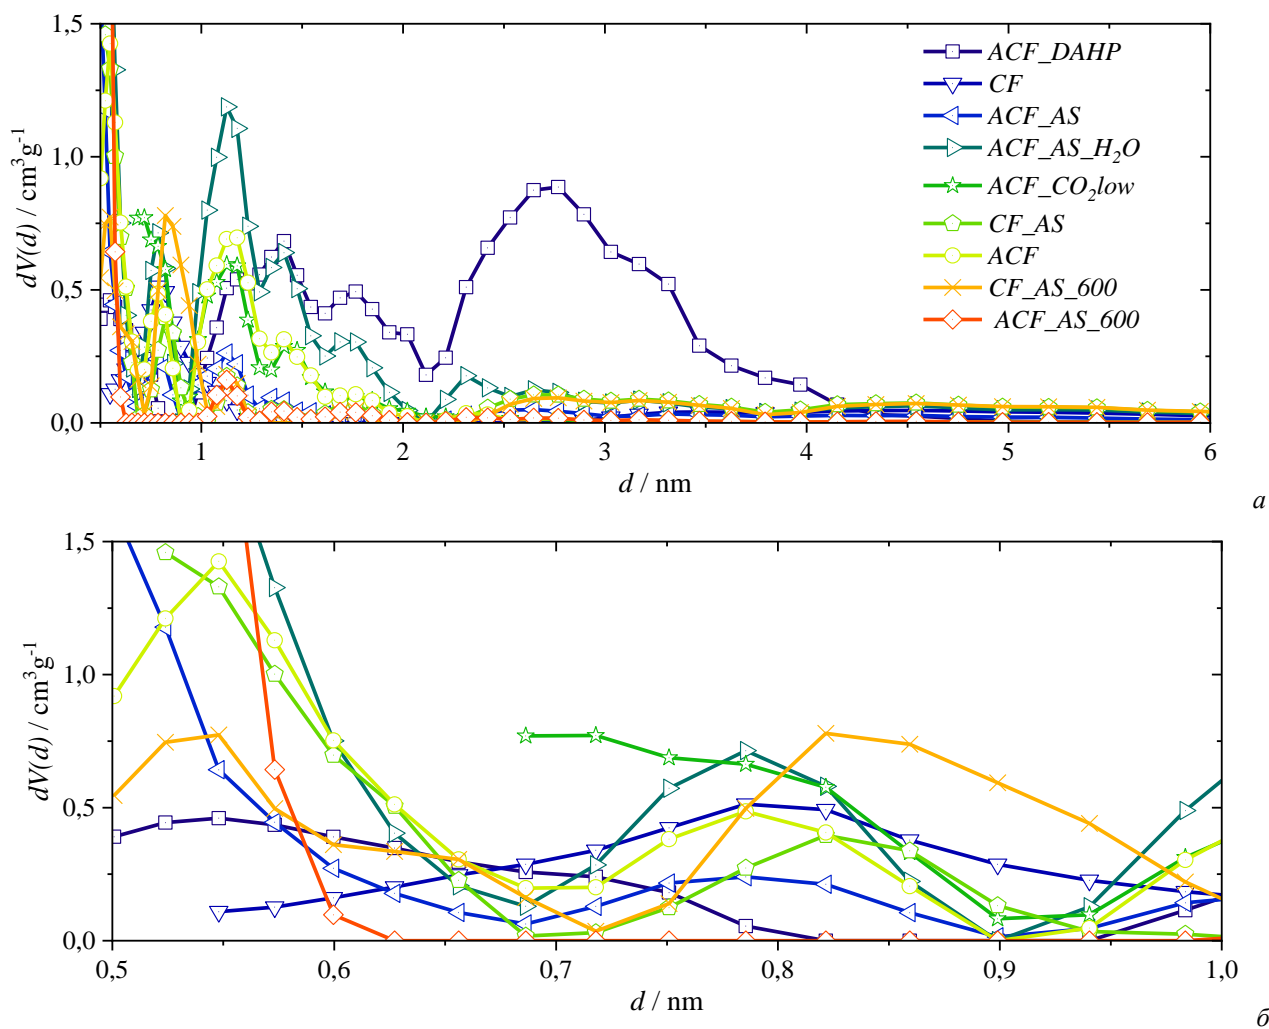 1,5
1,0
0,5
0,0
dV(d) / cm³g⁻¹
ACF_DAHP
CF
ACF_AS
ACF_AS_H₂O
ACF_CO₂low
CF_AS
ACF
CF_AS_600
ACF_AS_600
1 2 3 4 5 6
d / nm
а
1,5
1,0
0,5
0,0
dV(d) / cm³g⁻¹
0,5 0,6 0,7 0,8 0,9 1,0
d / nm
б